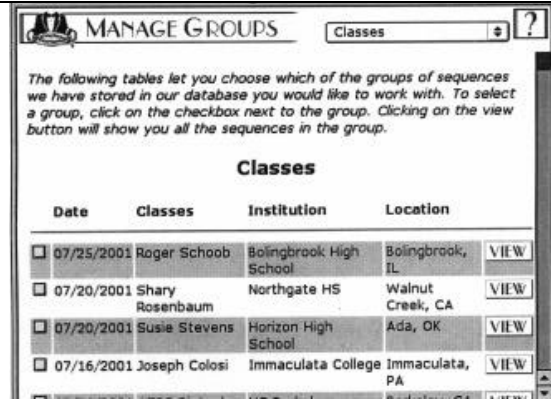 MANAGE GROUPS
Classes
?
The following tables let you choose which of the groups of sequences
we have stored in our database you would like to work with. To select
a group, click on the checkbox next to the group. Clicking on the view
button will show you all the sequences in the group.
Classes
Date Classes Institution Location
07/25/2001 Roger Schoob Bolingbrook High Bolingbrook, VIEW
School IL
07/20/2001 Shary Northgate HS Walnut VIEW
Rosenbaum Creek, CA
07/20/2001 Susie Stevens Horizon High Ada, OK VIEW
School
07/16/2001 Joseph Colosi Immaculata College Immaculata, VIEW
PA
VIEW